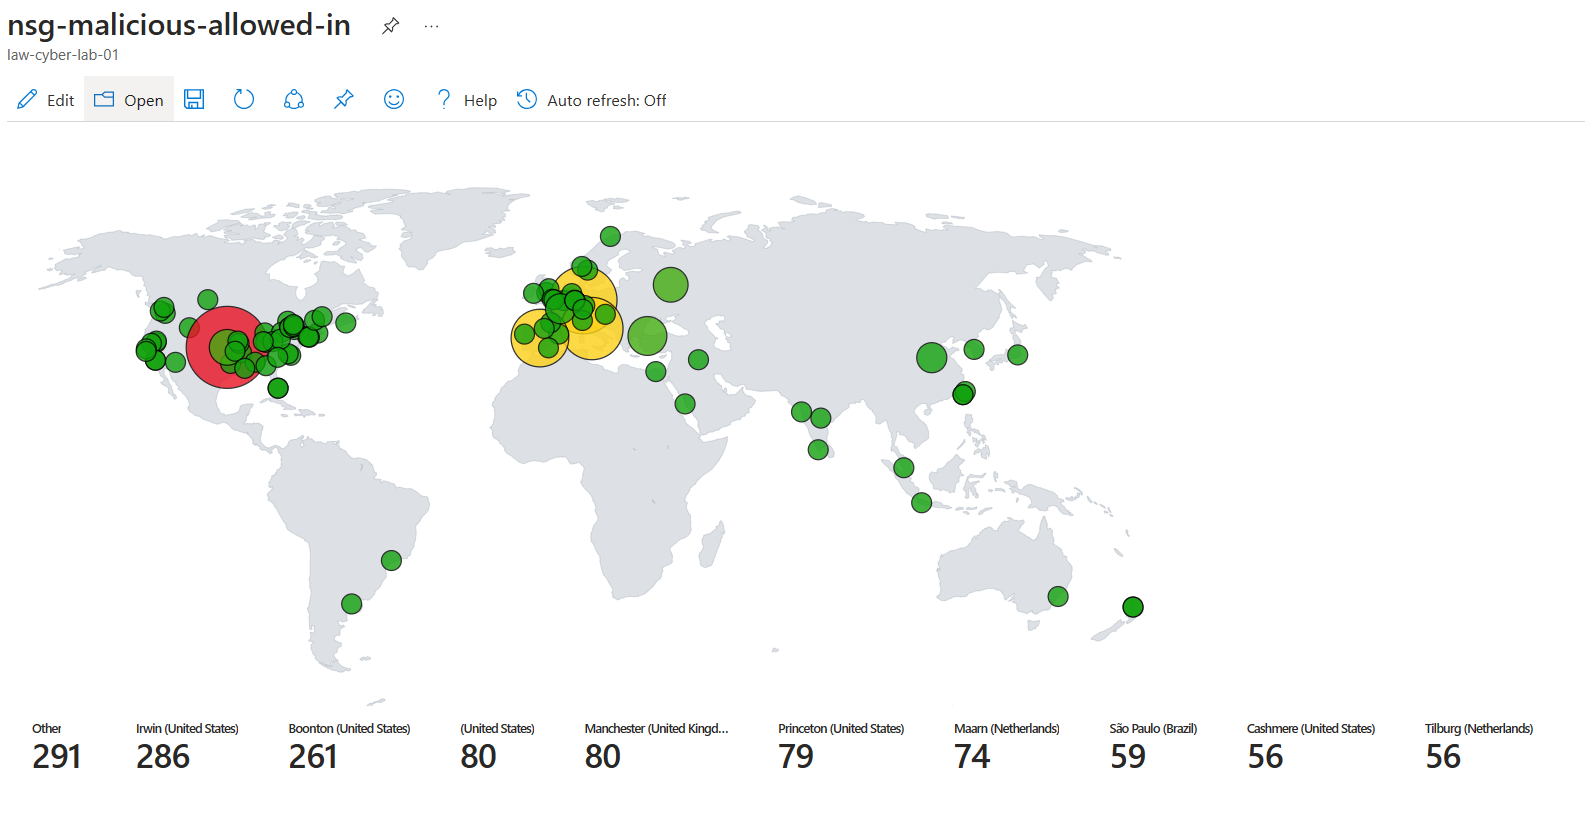 nsg-malicious-allowed-in
law-cyber-lab-01
Edit
Open
Help
Auto refresh: Off
Other
291
Irwin (United States)
286
Boonton (United States)
261
(United States)
80
Manchester (United Kingd...
80
Princeton (United States)
79
Maarn (Netherlands)
74
São Paulo (Brazil)
59
Cashmere (United States)
56
Tilburg (Netherlands)
56